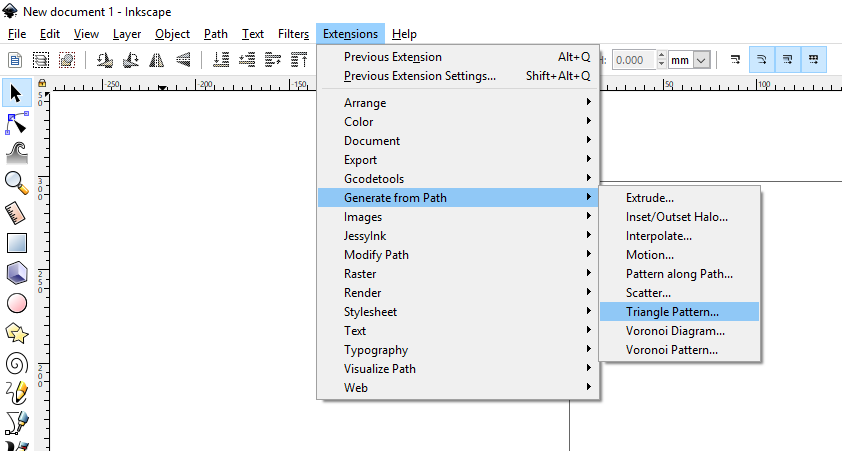 New document 1 - Inkscape
File Edit View Layer Object Path Text Filters Extensions Help
0.000 mm
-250 -200 -150 50 100
50
300
250
200
Previous Extension Alt+Q
Previous Extension Settings... Shift+Alt+Q
Arrange
Color
Document
Export
Gcodetools
Generate from Path
Images
JessyInk
Modify Path
Raster
Render
Stylesheet
Text
Typography
Visualize Path
Web
Extrude...
Inset/Outset Halo...
Interpolate...
Motion...
Pattern along Path...
Scatter...
Triangle Pattern...
Voronoi Diagram...
Voronoi Pattern...